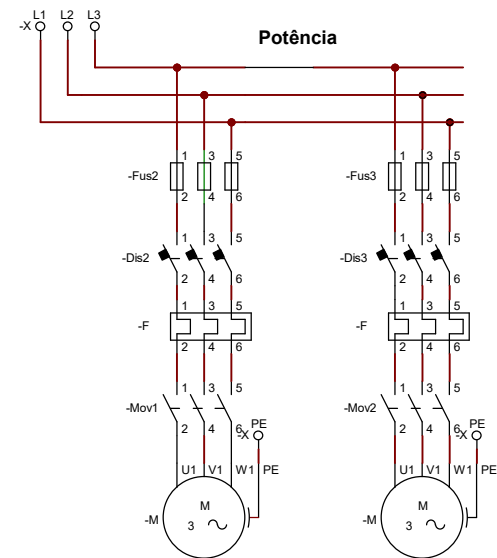 L1 L2 L3
-X
Potência
1 3 5 1 3 5
-Fus2 -Fus3
2 4 6 2 4 6
1 3 5 1 3 5
-Dis2 -Dis3
2 4 6 2 4 6
1 3 5 1 3 5
-F -F
2 4 6 2 4 6
1 3 5 1 3 5
-Mov1 -Mov2
2 4 6 -X PE 2 4 6 -X PE
U1 V1 W1 PE U1 V1 W1 PE
M M
-M -M
3 3